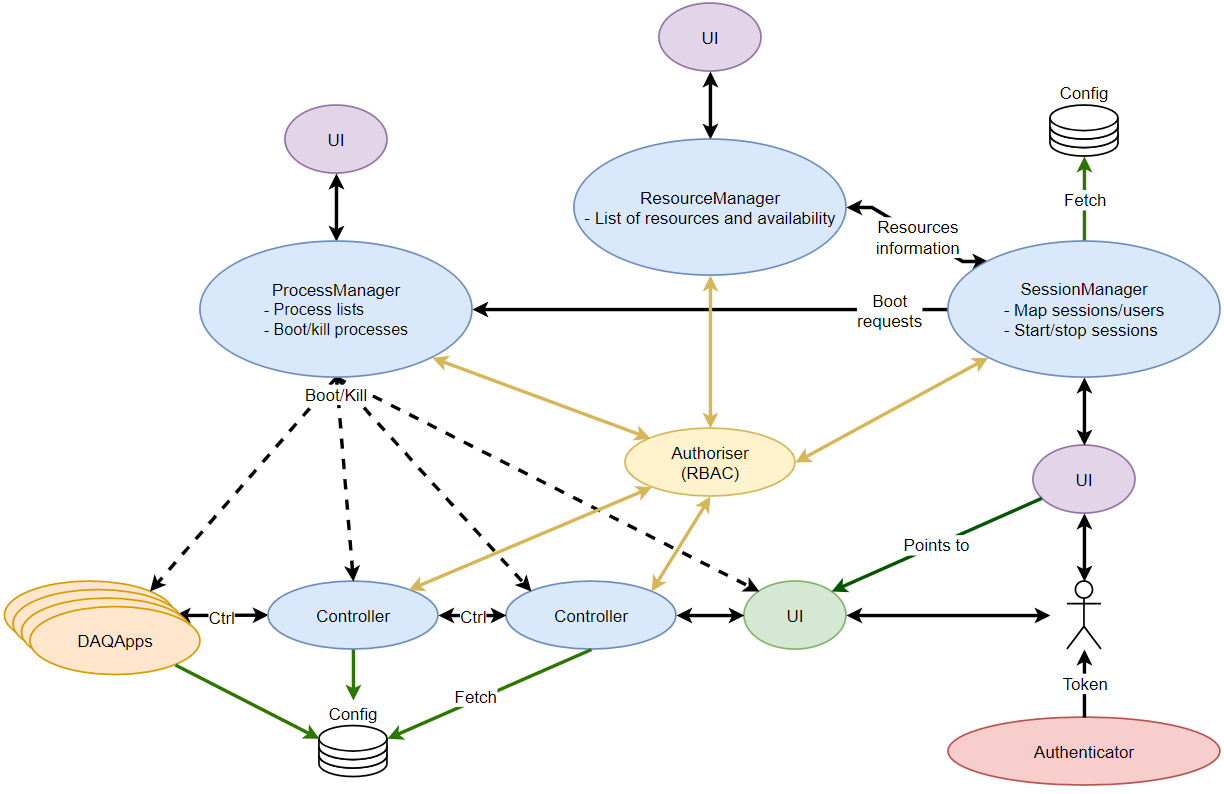 UI
Config
UI
ResourceManager
- List of resources and availability
Fetch
Resources
information
ProcessManager
- Process lists
- Boot/kill processes
Boot
requests
SessionManager
- Map sessions/users
- Start/stop sessions
Boot/Kill
Authoriser
(RBAC)
UI
Points to
DAQApps
Ctrl
Controller
Ctrl
Controller
UI
Token
Fetch
Config
Authenticator